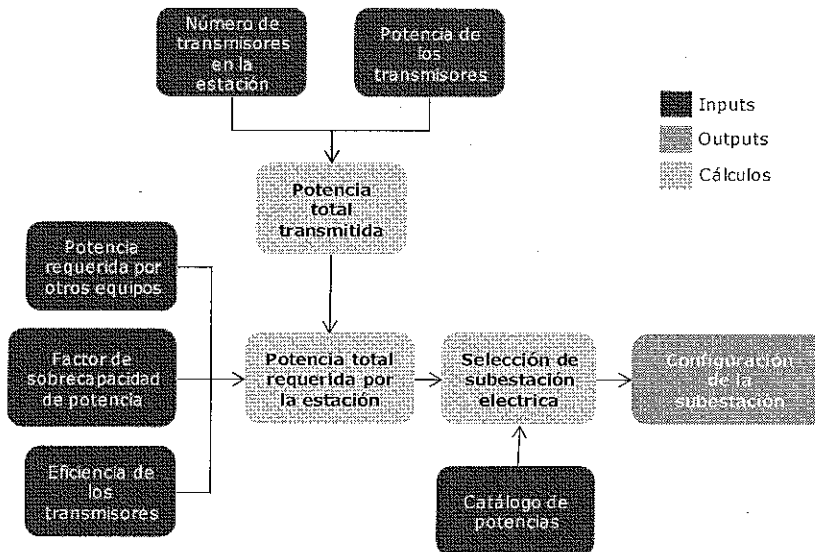 Número de
transmisores
en la
estación
Potencia de
los
transmisores
Inputs
Outputs
Cálculos
Potencia
total
transmitida
Potencia
requerida por
otros equipos
Factor de
sobrecapacidad
de potencia
Eficiencia de
los
transmisores
Potencia total
requerida por
la estación
Selección de
subestación
electrica
Configuración
de la
subestación
Catálogo de
potencias